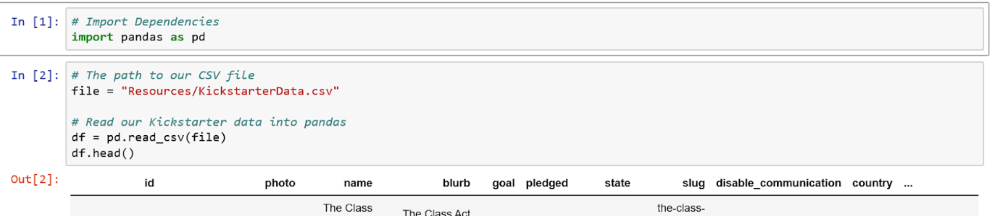 In [1]: # Import Dependencies
import pandas as pd
In [2]: # The path to our CSV file
file = "Resources/KickstarterData.csv"
# Read our Kickstarter data into pandas
df = pd.read_csv(file)
df.head()
Out[2]: id photo name blurb goal pledged state slug disable_communication country ...
The Class the-class-
The Class Act